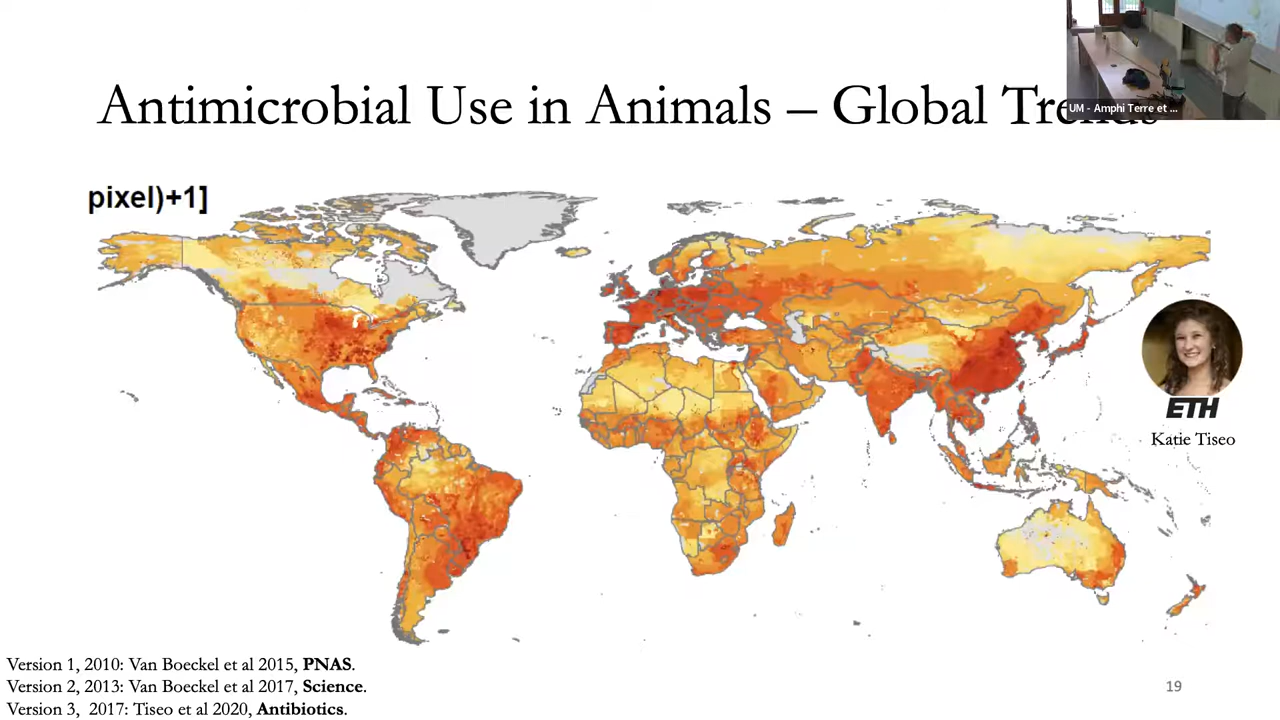 UM - Amphi Terre et ...
Antimicrobial Use in Animals – Global Trends
pixel)+1]
ETH
Katie Tiseo
Version 1, 2010: Van Boeckel et al 2015, PNAS.
Version 2, 2013: Van Boeckel et al 2017, Science.
Version 3,  2017: Tiseo et al 2020, Antibiotics.
19